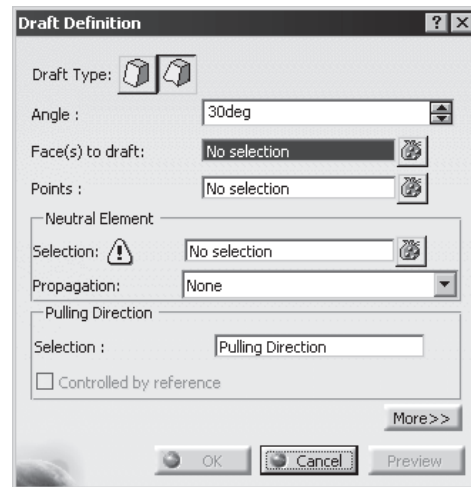 Draft Definition
Draft Type:
Angle : 30deg
Face(s) to draft: No selection
Points : No selection
Neutral Element
Selection: No selection
Propagation: None
Pulling Direction
Selection : Pulling Direction
Controlled by reference
More>>
OK Cancel Preview